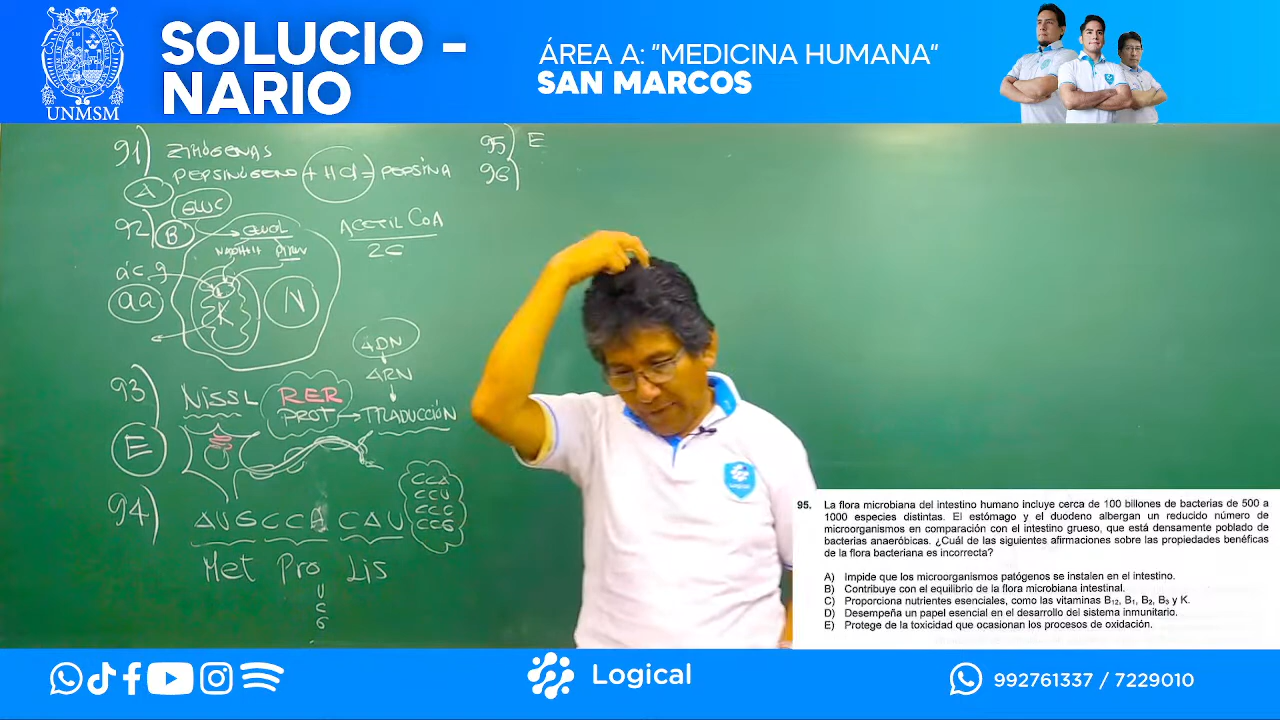 SOLUCIO -
NARIO
UNMSM
ÁREA A: "MEDICINA HUMANA"
SAN MARCOS
91) ZIMÓGENAS
PEPSINÓGENO + HCl = PEPSINA
A
GLUC
92) B
ACETIL CoA
2C
aa
N
K
ADN
ARN
93) NISSL
RER
PROT → TRADUCCIÓN
E
94)
AUG CCA CAU
CCA
CCU
CCC
CCG
Met Pro Lis
U
C
G
95) E
96)
Logical
95. La flora microbiana del intestino humano incluye cerca de 100 billones de bacterias de 500 a
1000 especies distintas. El estómago y el duodeno albergan un reducido número de
microorganismos en comparación con el intestino grueso, que está densamente poblado de
bacterias anaeróbicas. ¿Cuál de las siguientes afirmaciones sobre las propiedades benéficas
de la flora bacteriana es incorrecta?
A) Impide que los microorganismos patógenos se instalen en el intestino.
B) Contribuye con el equilibrio de la flora microbiana intestinal.
C) Proporciona nutrientes esenciales, como las vitaminas B12, B1, B2, B3 y K.
D) Desempeña un papel esencial en el desarrollo del sistema inmunitario.
E) Protege de la toxicidad que ocasionan los procesos de oxidación.
Logical
992761337 / 7229010